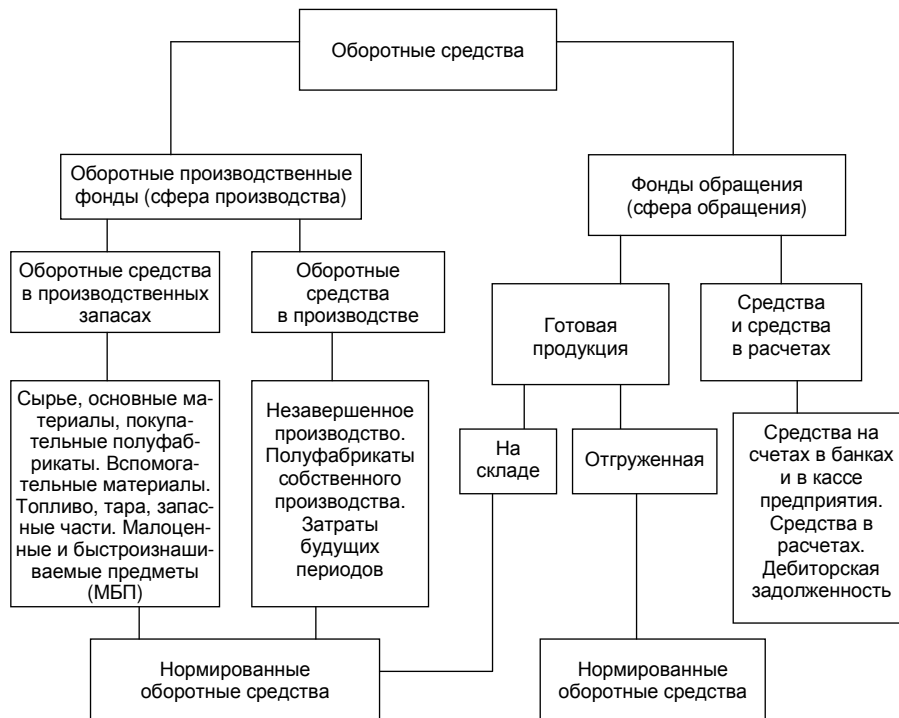 Оборотные средства
Оборотные производственные
фонды (сфера производства)
Фонды обращения
(сфера обращения)
Оборотные средства
в производственных
запасах
Оборотные
средства
в производстве
Готовая
продукция
Средства
и средства
в расчетах
Сырье, основные ма-
териалы, покупа-
тельные полуфаб-
рикаты. Вспомога-
тельные материалы.
Топливо, тара, запас-
ные части. Малоцен-
ные и быстроизнаши-
ваемые предметы
(МБП)
Незавершенное
производство.
Полуфабрикаты
собственного
производства.
Затраты
будущих
периодов
На
складе
Отгруженная
Средства на
счетах в банках
и в кассе
предприятия.
Средства в
расчетах.
Дебиторская
задолженность
Нормированные
оборотные средства
Нормированные
оборотные средства